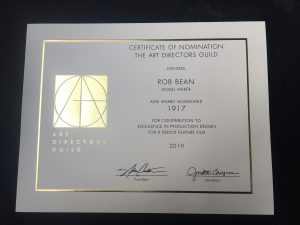 CERTIFICATE OF NOMINATION
THE ART DIRECTORS GUILD
HONORS
ROB BEAN
MODEL MAKER
ADG AWARD NOMINATED
1917
FOR CONTRIBUTION TO
EXCELLENCE IN PRODUCTION DESIGN
FOR A PERIOD FEATURE FILM
2019
ART
DIRECTORS
GUILD
President
Secretary